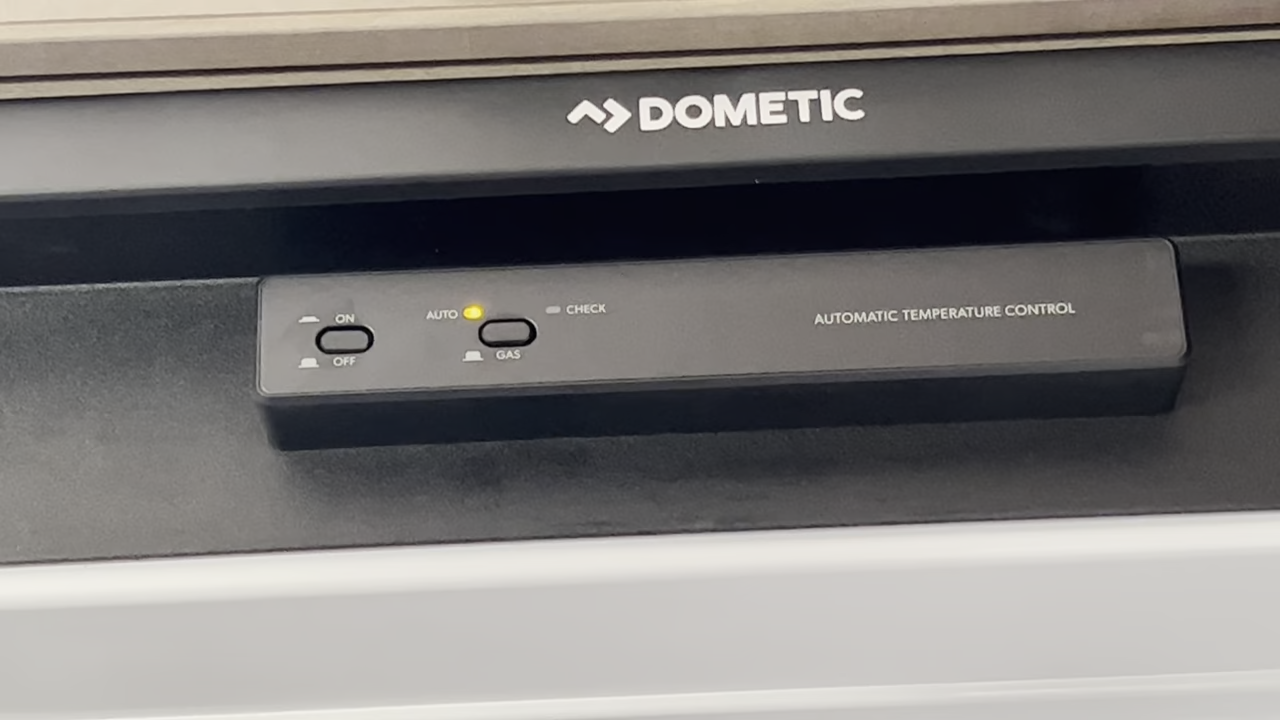 DOMETIC
ON
OFF
AUTO
GAS
CHECK
AUTOMATIC TEMPERATURE CONTROL